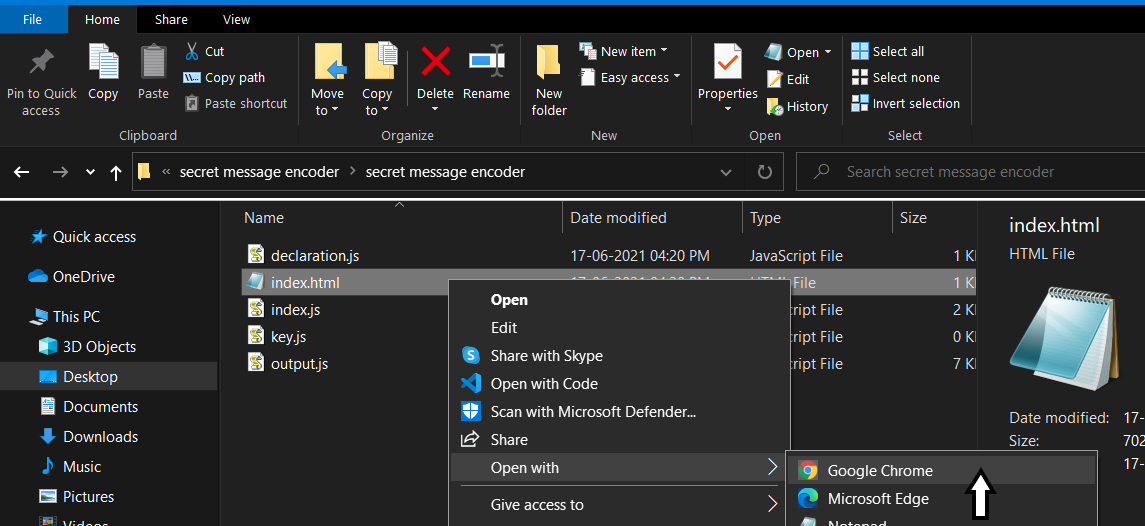 File Home Share View
Pin to Quick access
Copy
Paste
Cut
Copy path
Paste shortcut
Clipboard
Move to
Copy to
Delete
Rename
Organize
New folder
New item
Easy access
New
Properties
Open
Edit
History
Open
Select all
Select none
Invert selection
Select
« secret message encoder > secret message encoder
Search secret message encoder
Quick access
OneDrive
This PC
3D Objects
Desktop
Documents
Downloads
Music
Pictures
Videos
Name Date modified Type Size
declaration.js 17-06-2021 04:20 PM JavaScript File 1 K
index.html 17-06-2021 04:20 PM HTML File 1 K
index.js cript File 2 K
key.js cript File 0 K
output.js cript File 7 K
Open
Edit
Share with Skype
Open with Code
Scan with Microsoft Defender...
Share
Open with
Give access to
Google Chrome
Microsoft Edge
Notepad
index.html
HTML File
Date modified: 17-
Size: 702
17-